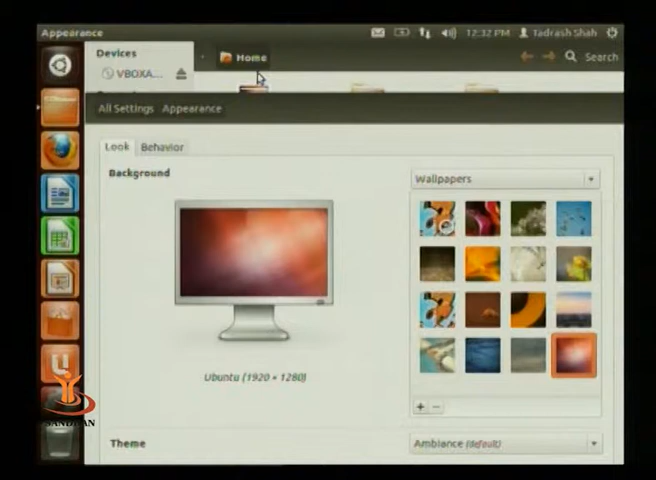 Appearance
12:32 PM Tadrash Shah
Devices
Home
Search
VBOXA...
All Settings Appearance
Look Behavior
Background
Wallpapers
Ubuntu (1920 × 1280)
Theme
Ambiance (default)